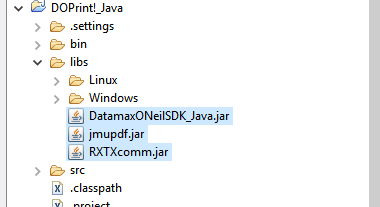 DOPrint!_Java
.settings
bin
libs
Linux
Windows
DatamaxONeilSDK_Java.jar
jmupdf.jar
RXTXcomm.jar
src
.classpath
.project